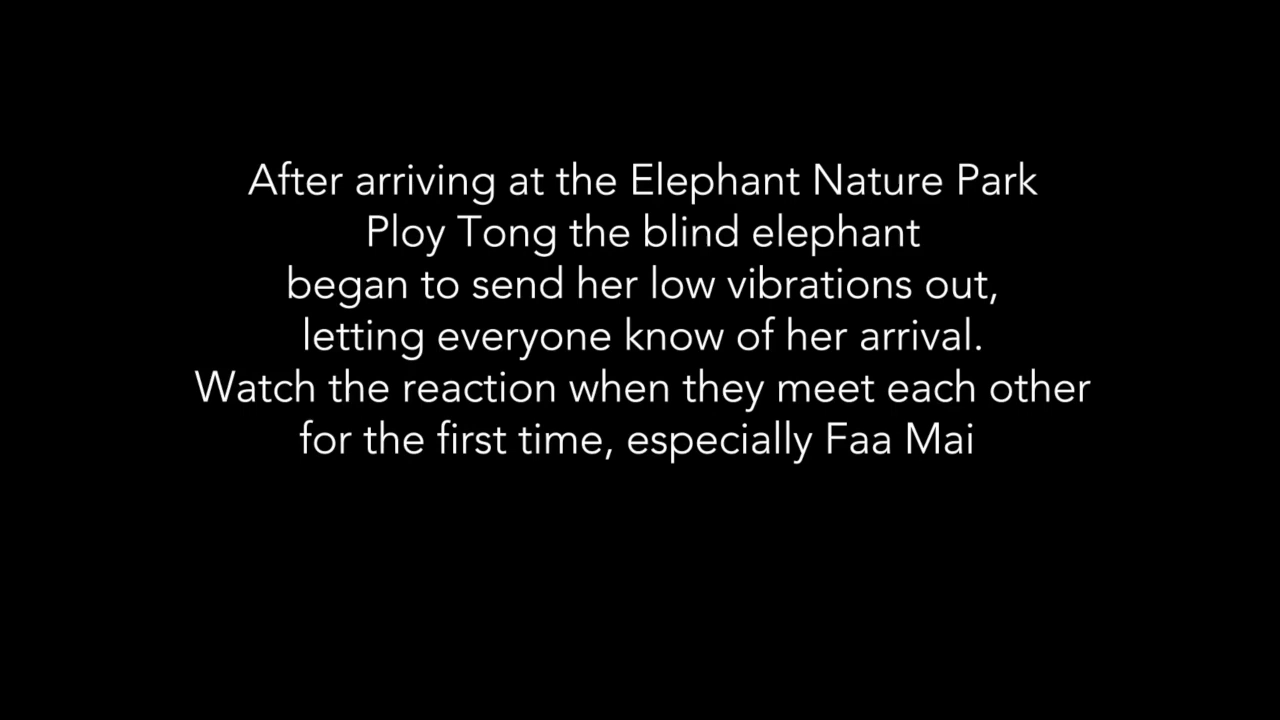 After arriving at the Elephant Nature Park
Ploy Tong the blind elephant
began to send her low vibrations out,
letting everyone know of her arrival.
Watch the reaction when they meet each other
for the first time, especially Faa Mai